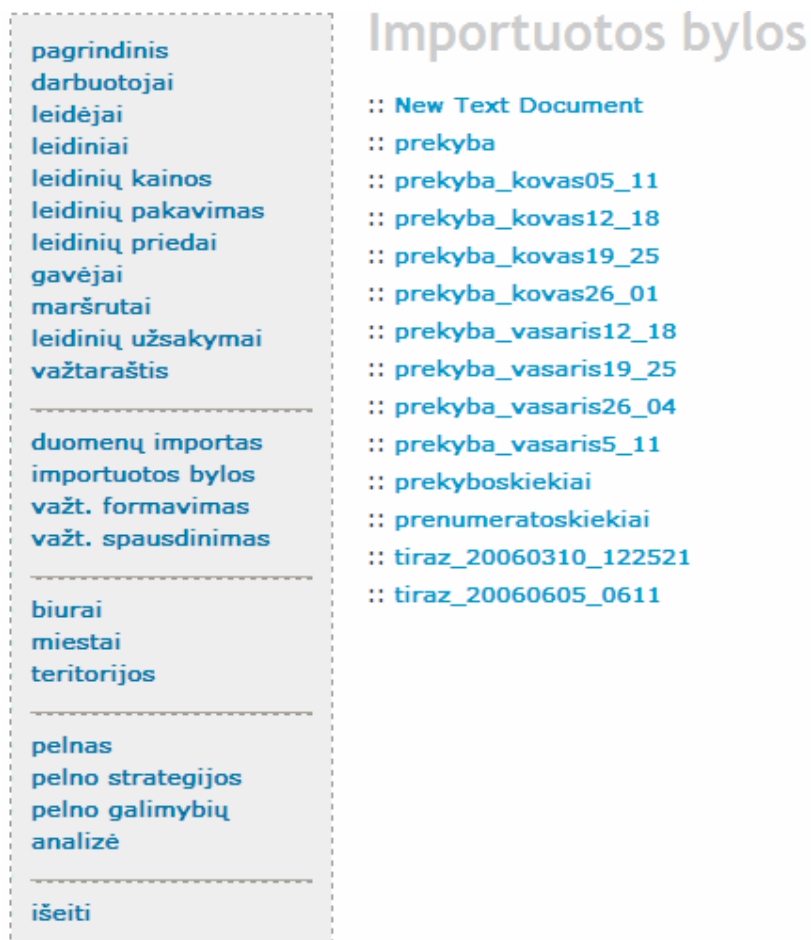 pagrindinis
darbuotojai
leidėjai
leidiniai
leidinių kainos
leidinių pakavimas
leidinių priedai
gavėjai
maršrutai
leidinių užsakymai
važtaraštis
duomenų importas
importuotos bylos
važt. formavimas
važt. spausdinimas
biurai
miestai
teritorijos
pelnas
pelno strategijos
pelno galimybių
analizė
išeiti
Importuotos bylos
:: New Text Document
:: prekyba
:: prekyba_kovas05_11
:: prekyba_kovas12_18
:: prekyba_kovas19_25
:: prekyba_kovas26_01
:: prekyba_vasaris12_18
:: prekyba_vasaris19_25
:: prekyba_vasaris26_04
:: prekyba_vasaris5_11
:: prekyboskiekiai
:: prenumeratoskiekiai
:: tiraz_20060310_122521
:: tiraz_20060605_0611